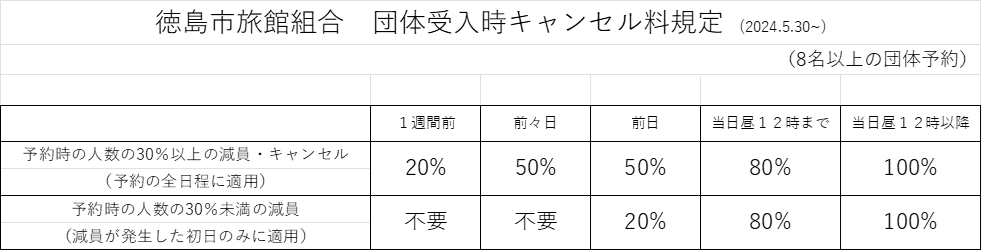 徳島市旅館組合　団体受入時キャンセル料規定 (2024.5.30~)
（8名以上の団体予約）
１週間前 前々日 前日 当日昼１２時まで 当日昼１２時以降
予約時の人数の30%以上の減員・キャンセル
（予約の全日程に適用）
20% 50% 50% 80% 100%
予約時の人数の30%未満の減員
（減員が発生した初日のみに適用）
不要 不要 20% 80% 100%